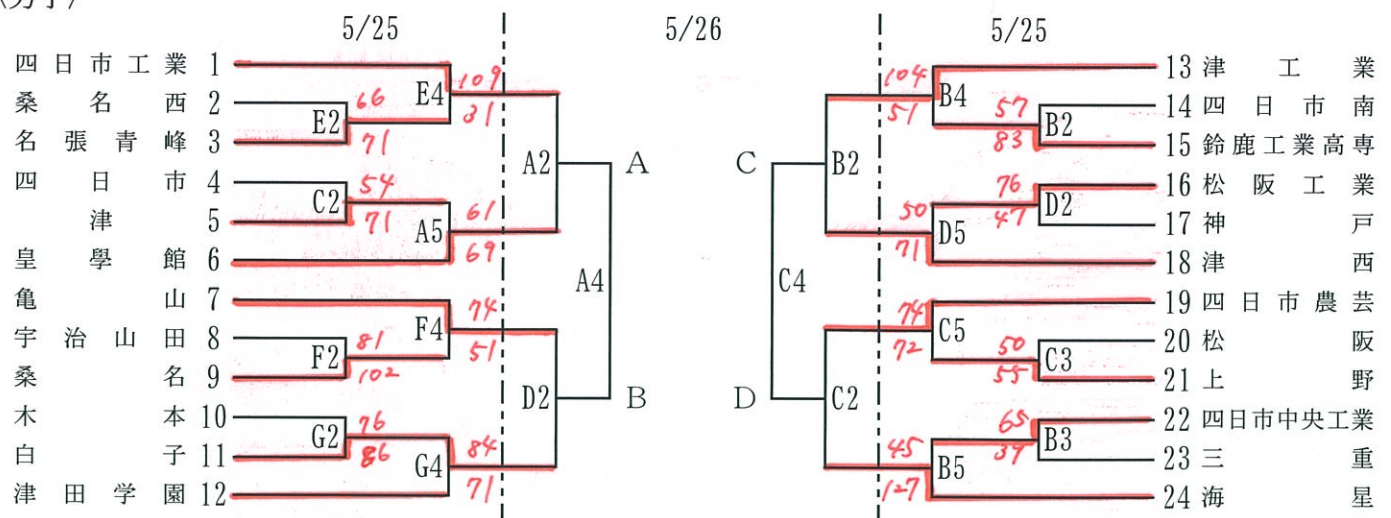 5/25 5/26 5/25
四日市工業 1
桑名西 2
名張青峰 3
四日市 4
津 5
皇學館 6
亀山 7
宇治山田 8
桑名 9
木本 10
白子 11
津田学園 12
E2 66 71
C2 54 71
F2 81 102
G2 76 86
E4 109 31
A5 61 69
F4 74 51
G4 84 71
A2
D2
A4
A
B
C
D
C4
B2
C2
B4 104 51
D5 50 71
C5 74 72
B5 45 127
B2 57 83
D2 76 47
C3 50 55
B3 65 37
13 津工業
14 四日市南
15 鈴鹿工業高専
16 松阪工業
17 神戸
18 津西
19 四日市農芸
20 松阪
21 上野
22 四日市中央工業
23 三重
24 海星